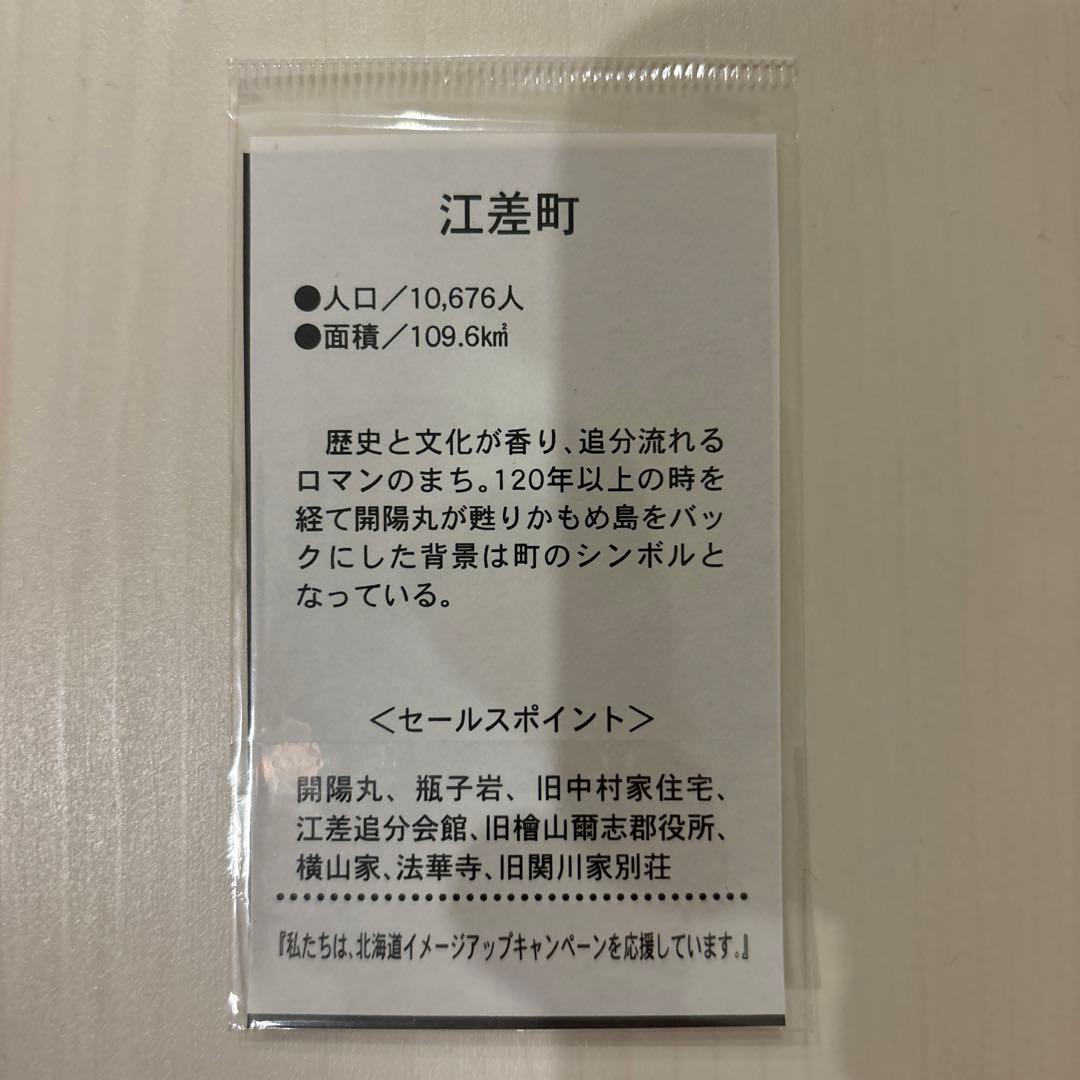 江差町
●人口／10,676人
●面積／109.6k㎡
歴史と文化が香り、追分流れる
ロマンのまち。120年以上の時を
経て開陽丸が甦りかもめ島をバッ
クにした背景は町のシンボルと
なっている。
＜セールスポイント＞
開陽丸、瓶子岩、旧中村家住宅、
江差追分会館、旧檜山爾志郡役所、
横山家、法華寺、旧関川家別荘
『私たちは、北海道イメージアップキャンペーンを応援しています。』